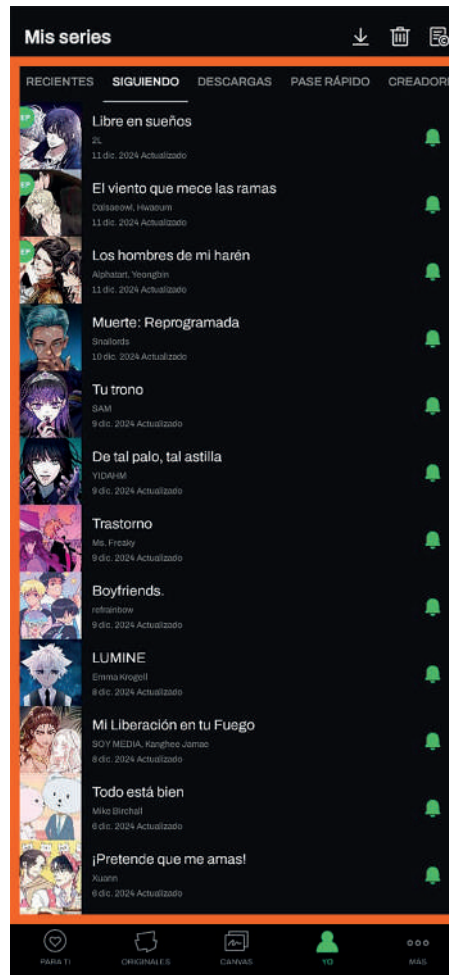 Mis series
RECIENTES SIGUIENDO DESCARGAS PASE RÁPIDO CREADORE
EP
Libre en sueños
2L
11 dic. 2024 Actualizado
EP
El viento que mece las ramas
Dalsaeowl, Hwaeum
11 dic. 2024 Actualizado
EP
Los hombres de mi harén
Alphatart, Yeongbin
11 dic. 2024 Actualizado
Muerte: Reprogramada
Snailords
10 dic. 2024 Actualizado
Tu trono
SAM
9 dic. 2024 Actualizado
De tal palo, tal astilla
YIDAHM
9 dic. 2024 Actualizado
Trastorno
Ms. Freaky
9 dic. 2024 Actualizado
Boyfriends.
refrainbow
9 dic. 2024 Actualizado
LUMINE
Emma Krogell
8 dic. 2024 Actualizado
Mi Liberación en tu Fuego
SOY MEDIA, Kanghee Jamae
8 dic. 2024 Actualizado
Todo está bien
Mike Birchall
6 dic. 2024 Actualizado
¡Pretende que me amas!
Xuann
6 dic. 2024 Actualizado
PARA TI ORIGINALES CANVAS YO MÁS